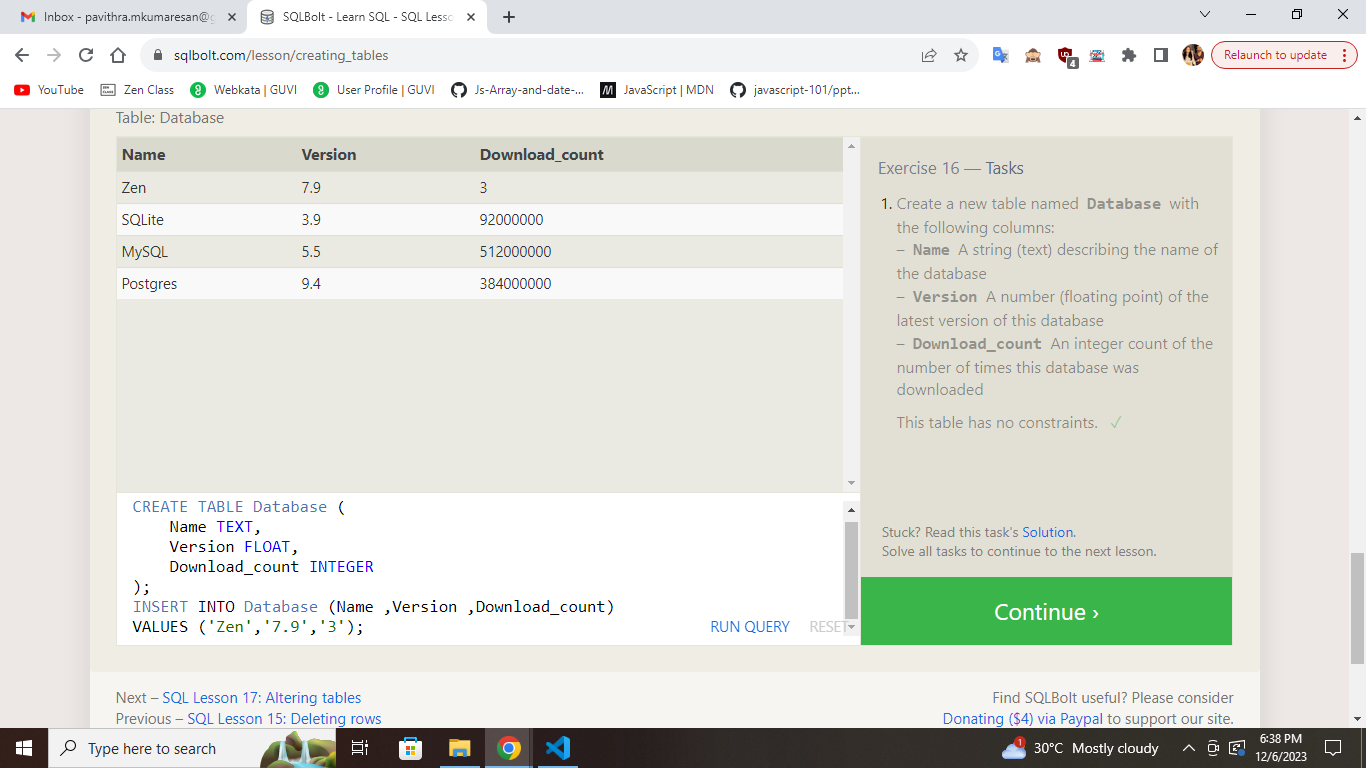 Inbox - pavithra.mkumaresan@g
SQLBolt - Learn SQL - SQL Lesso
sqlbolt.com/lesson/creating_tables
4
Relaunch to update
YouTube
Zen Class
Webkata | GUVI
User Profile | GUVI
Js-Array-and-date-...
JavaScript | MDN
javascript-101/ppt...
Table: Database
Name Version Download_count
Zen 7.9 3
SQLite 3.9 92000000
MySQL 5.5 512000000
Postgres 9.4 384000000
Exercise 16 — Tasks
1. Create a new table named Database with
the following columns:
– Name A string (text) describing the name of
the database
– Version A number (floating point) of the
latest version of this database
– Download_count An integer count of the
number of times this database was
downloaded
This table has no constraints. ✓
CREATE TABLE Database (
Name TEXT,
Version FLOAT,
Download_count INTEGER
);
INSERT INTO Database (Name ,Version ,Download_count)
VALUES ('Zen','7.9','3');
RUN QUERY RESET
Stuck? Read this task's Solution.
Solve all tasks to continue to the next lesson.
Continue ›
Next – SQL Lesson 17: Altering tables
Previous – SQL Lesson 15: Deleting rows
Find SQLBolt useful? Please consider
Donating ($4) via Paypal to support our site.
Type here to search
1
30°C Mostly cloudy
6:38 PM
12/6/2023